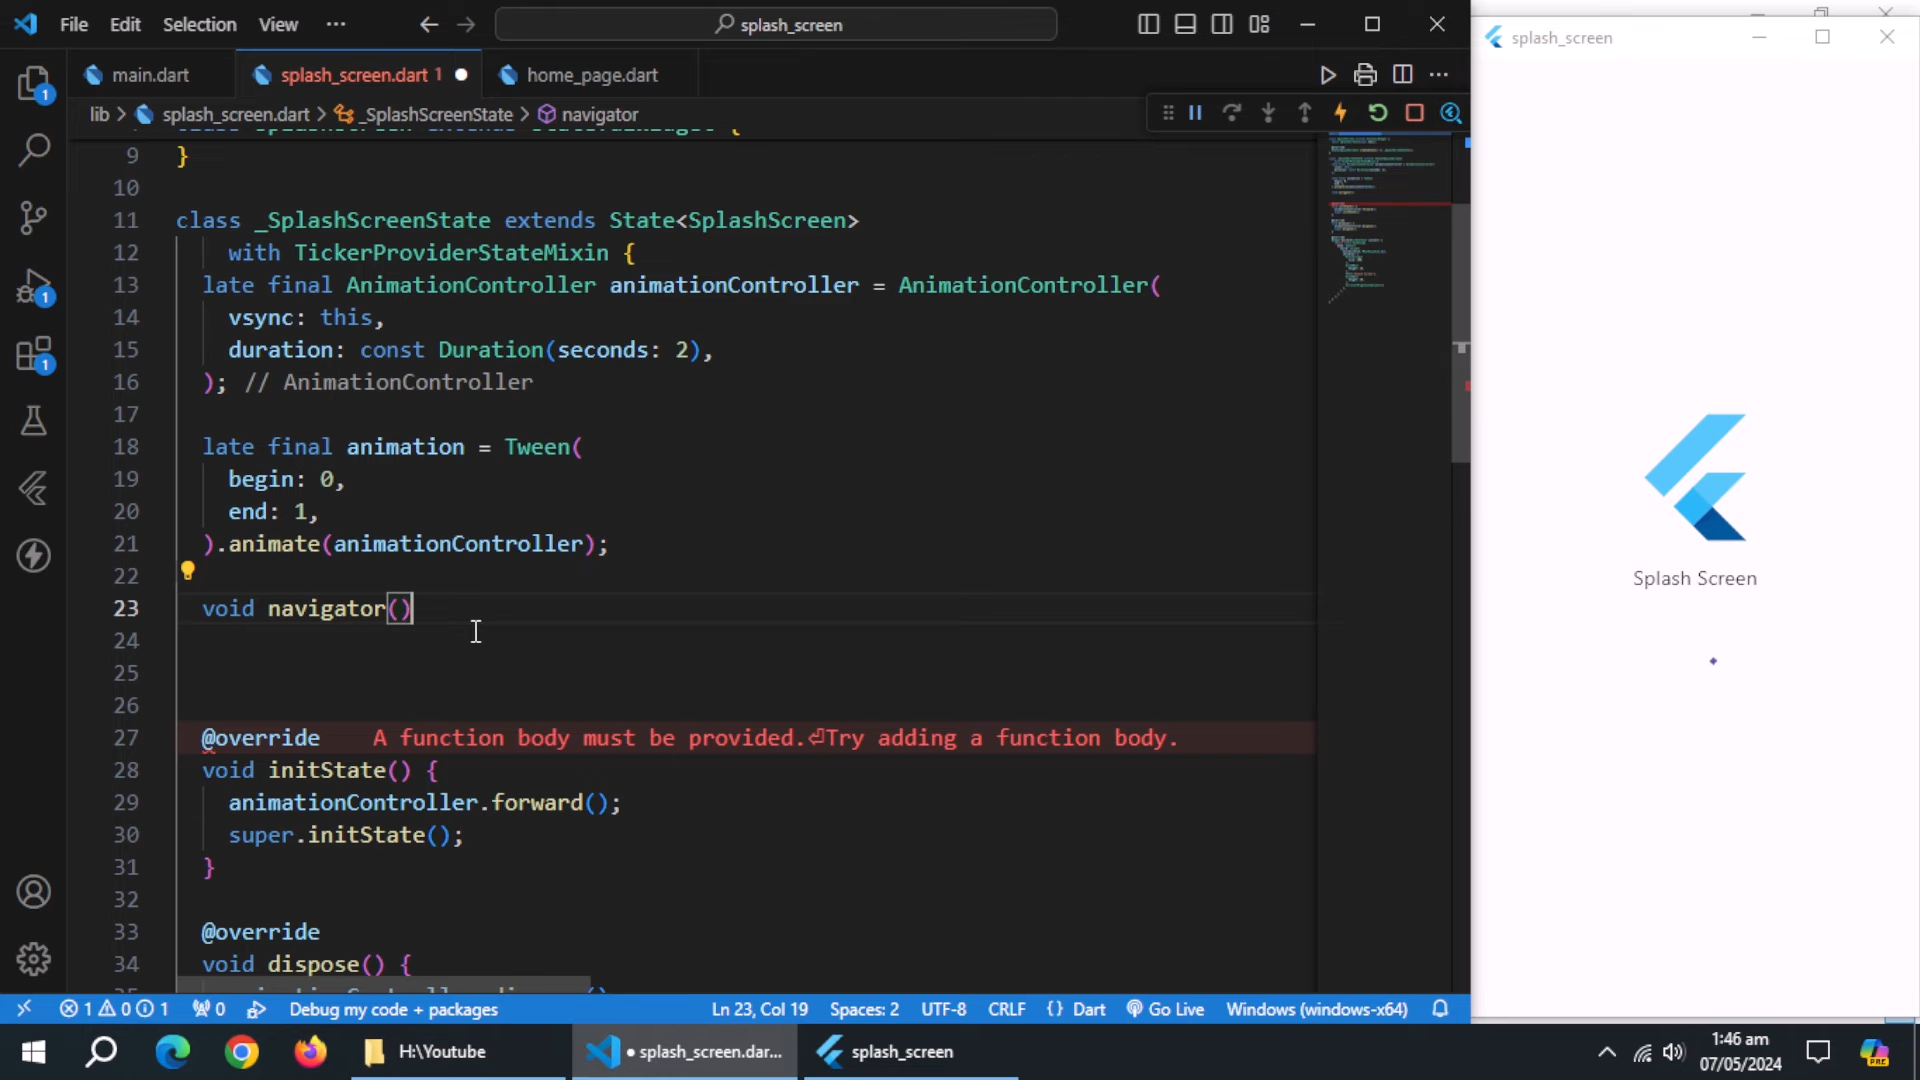 File Edit Selection View ··· splash_screen
splash_screen
main.dart splash_screen.dart 1 home_page.dart
lib > splash_screen.dart > _SplashScreenState > navigator
9 }
10
11 class _SplashScreenState extends State<SplashScreen>
12 with TickerProviderStateMixin {
13 late final AnimationController animationController = AnimationController(
14 vsync: this,
15 duration: const Duration(seconds: 2),
16 ); // AnimationController
17
18 late final animation = Tween(
19 begin: 0,
20 end: 1,
21 ).animate(animationController);
22
23 void navigator()
24
25
26
27 @override A function body must be provided.⏎Try adding a function body.
28 void initState() {
29 animationController.forward();
30 super.initState();
31 }
32
33 @override
34 void dispose() {
Splash Screen
1
1
1
1 0 1 0 Debug my code + packages Ln 23, Col 19 Spaces: 2 UTF-8 CRLF {} Dart Go Live Windows (windows-x64)
H:\Youtube ● splash_screen.dar... splash_screen
1:46 am
07/05/2024
PRE